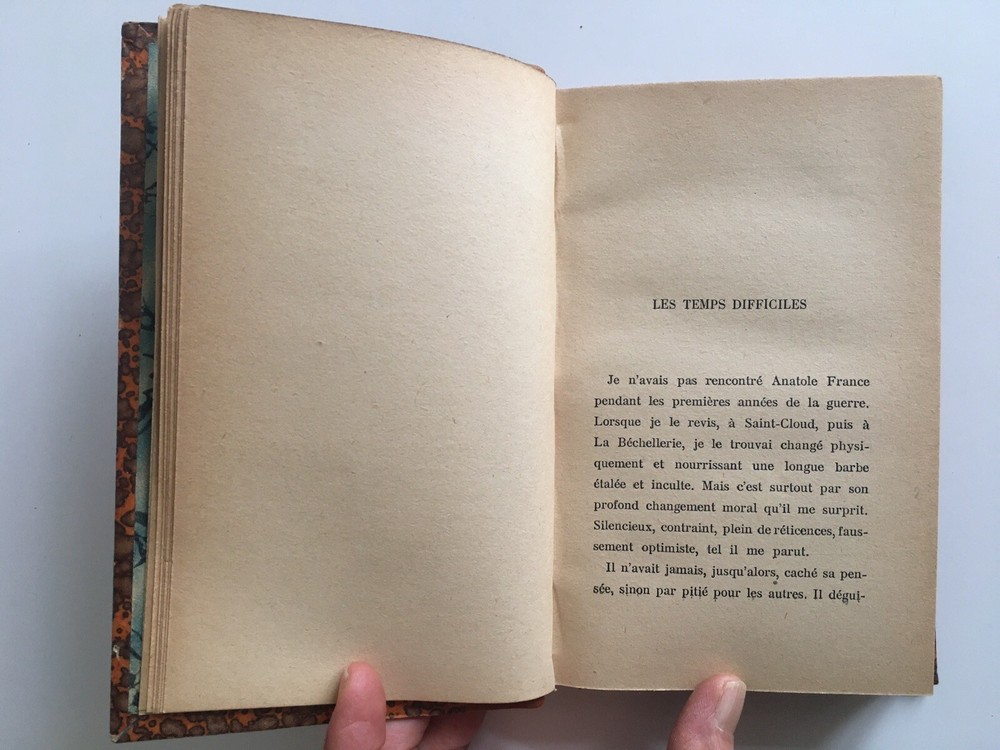 LES TEMPS DIFFICILES
Je n'avais pas rencontré Anatole France
pendant les premières années de la guerre.
Lorsque je le revis, à Saint-Cloud, puis à
La Béchellerie, je le trouvai changé physi-
quement et nourrissant une longue barbe
étalée et inculte. Mais c'est surtout par son
profond changement moral qu'il me surprit.
Silencieux, contraint, plein de réticences, faus-
sement optimiste, tel il me parut.
Il n'avait jamais, jusqu'alors, caché sa pen-
sée, sinon par pitié pour les autres. Il dégui-